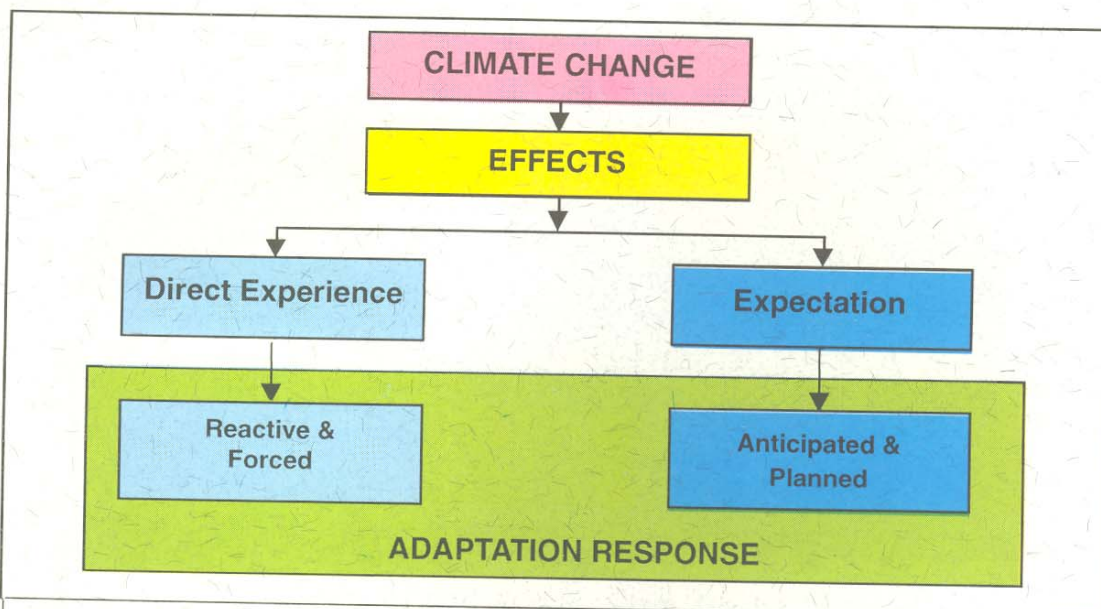 CLIMATE CHANGE
EFFECTS
Direct Experience
Expectation
Reactive &
Forced
Anticipated &
Planned
ADAPTATION RESPONSE